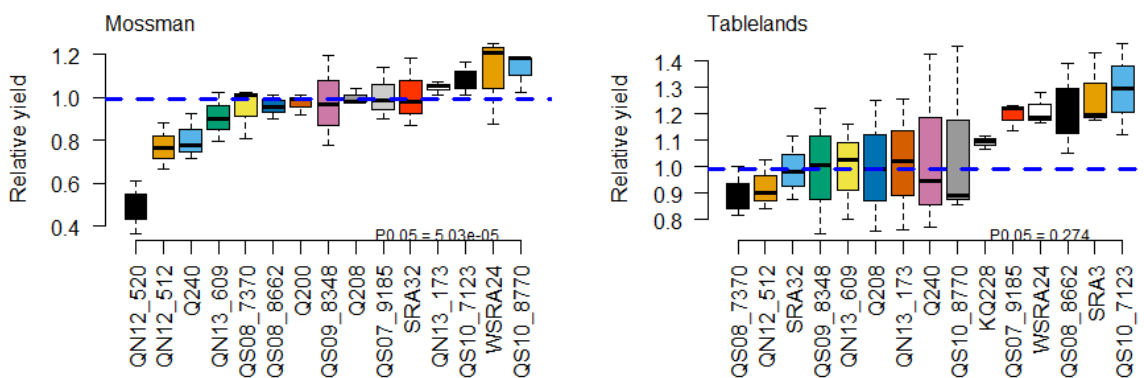 Mossman
Relative yield
1.2
1.0
0.8
0.6
0.4
P0.05 = 5.03e-05
QN12_520
QN12_512
Q240
QN13_609
QS08_7370
QS08_8662
Q200
QS09_8348
Q208
QS07_9185
SRA32
QN13_173
QS10_7123
WSRA24
QS10_8770
Tablelands
Relative yield
1.4
1.3
1.2
1.1
1.0
0.9
0.8
P0.05 = 0.274
QS08_7370
QN12_512
SRA32
QS09_8348
QN13_609
Q208
QN13_173
Q240
QS10_8770
KQ228
QS07_9185
WSRA24
QS08_8662
SRA3
QS10_7123